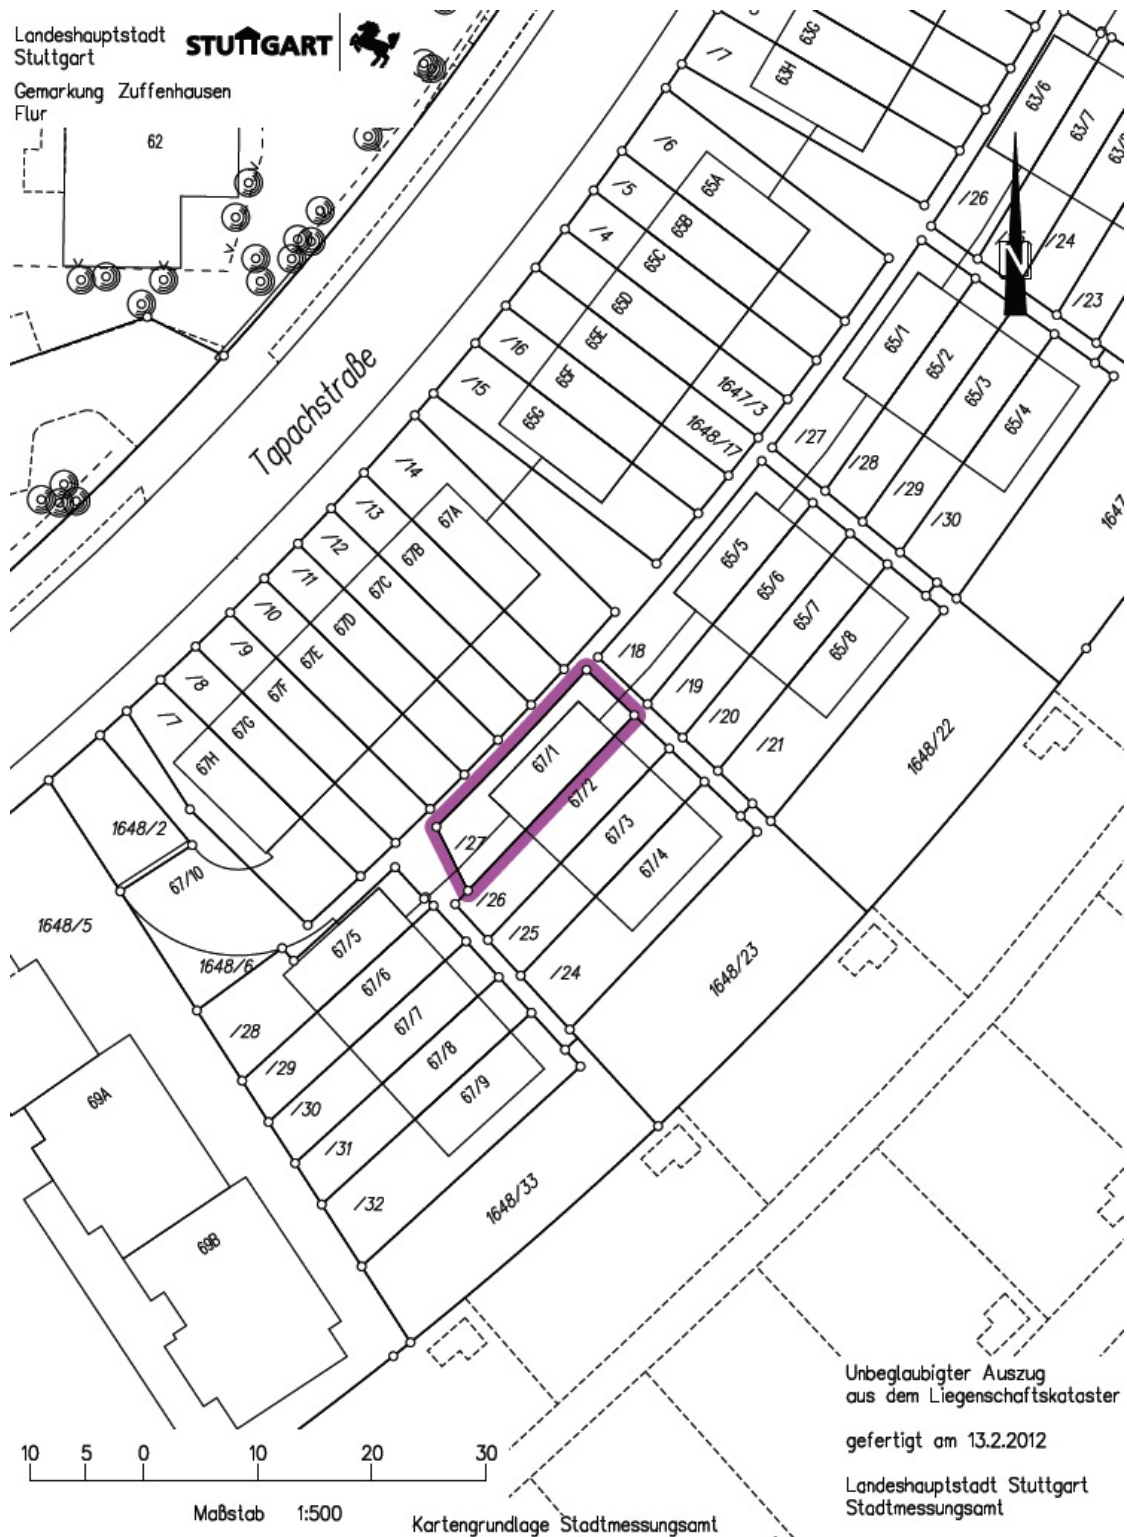 Landeshauptstadt
Stuttgart
STUTTGART
Gemarkung Zuffenhausen
Flur
62
Tapachstraße
N
63G
63H
63/6
63/7
/7
/6
/5
/4
65A
65B
65C
65D
65E
65F
65G
/16
/15
1647/3
1648/17
/26
/24
/23
65/1
65/2
65/3
65/4
/27
/28
/29
/30
1647
/14
/13
/12
/11
/10
/9
/8
/7
67A
67B
67C
67D
67E
67F
67G
67H
65/5
65/6
65/7
65/8
/18
/19
/20
/21
1648/22
67/1
67/2
67/3
67/4
/27
/26
/25
/24
1648/23
1648/2
67/10
1648/5
1648/6
67/5
67/6
67/7
67/8
67/9
/28
/29
/30
/31
/32
1648/33
69A
69B
Unbeglaubigter Auszug
aus dem Liegenschaftskataster
gefertigt am 13.2.2012
Landeshauptstadt Stuttgart
Stadtmessungsamt
10 5 0 10 20 30
Maßstab 1:500
Kartengrundlage Stadtmessungsamt